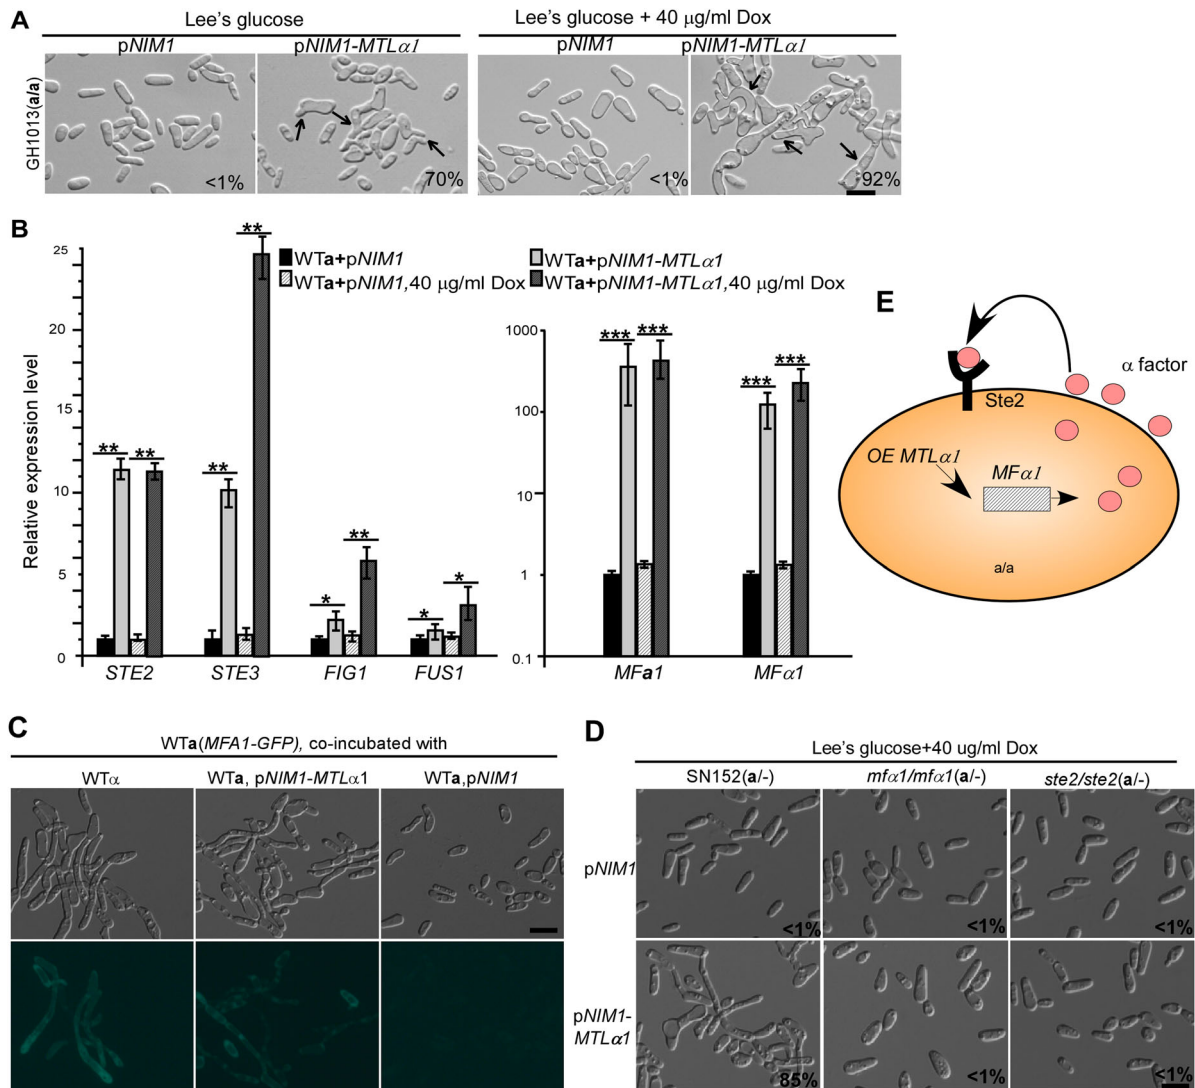 A
Lee's glucose
Lee's glucose + 40 μg/ml Dox
pNIM1
pNIM1-MTLα1
pNIM1
pNIM1-MTLα1
GH1013(a/a)
<1%
70%
<1%
92%
B
Relative expression level
25
20
15
10
5
0
**
**
**
**
*
**
*
*
STE2
STE3
FIG1
FUS1
WTa+pNIM1
WTa+pNIM1-MTLα1
WTa+pNIM1,40 μg/ml Dox
WTa+pNIM1-MTLα1,40 μg/ml Dox
1000
100
10
1
0.1
***
***
***
***
MFa1
MFα1
E
α factor
Ste2
OE MTLα1
MFα1
a/a
C
WTa(MFA1-GFP), co-incubated with
WTα
WTa, pNIM1-MTLα1
WTa,pNIM1
D
Lee's glucose+40 ug/ml Dox
SN152(a/-)
mfα1/mfα1(a/-)
ste2/ste2(a/-)
pNIM1
<1%
<1%
<1%
pNIM1-
MTLα1
85%
<1%
<1%